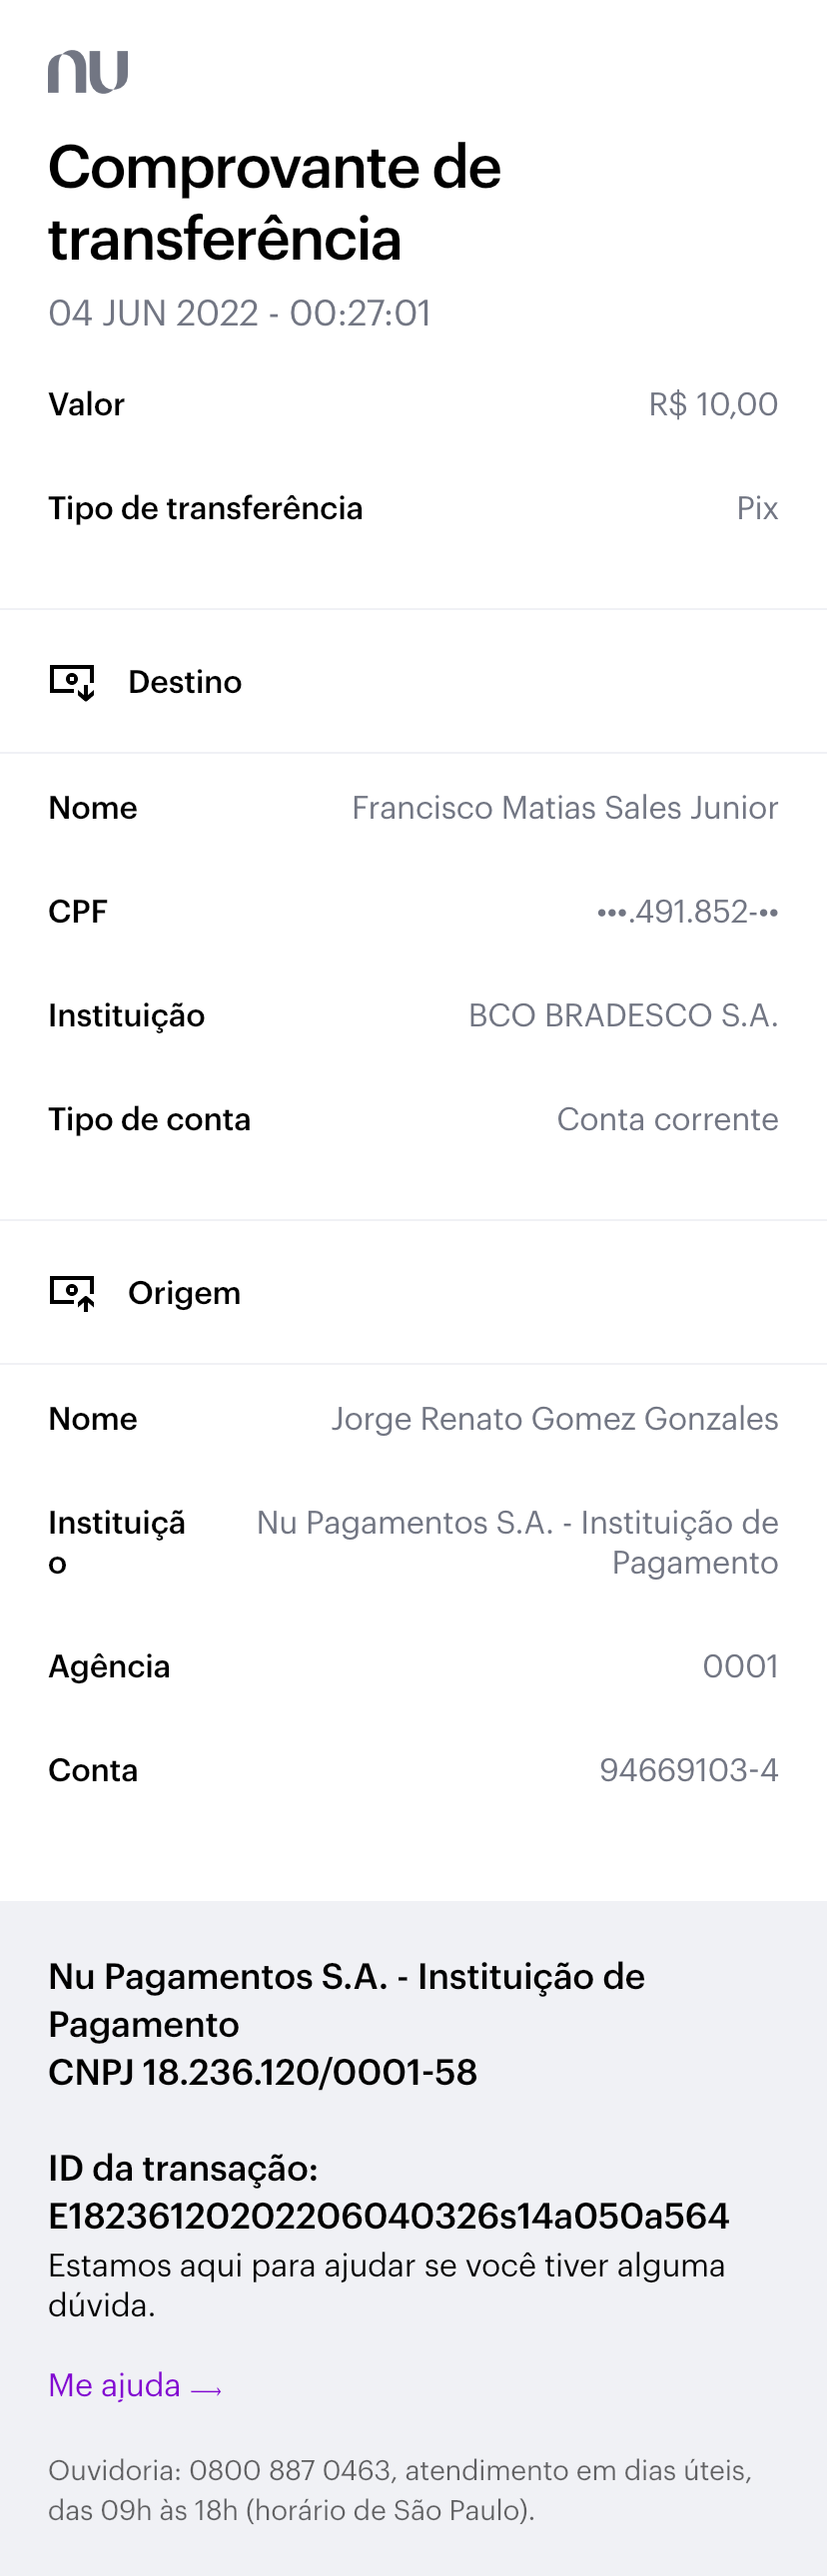 nu
Comprovante de
transferência
04 JUN 2022 - 00:27:01
Valor R$ 10,00
Tipo de transferência Pix
Destino
Nome Francisco Matias Sales Junior
CPF •••.491.852-••
Instituição BCO BRADESCO S.A.
Tipo de conta Conta corrente
Origem
Nome Jorge Renato Gomez Gonzales
Instituiçã Nu Pagamentos S.A. - Instituição de
o Pagamento
Agência 0001
Conta 94669103-4
Nu Pagamentos S.A. - Instituição de
Pagamento
CNPJ 18.236.120/0001-58
ID da transação:
E18236120202206040326s14a050a564
Estamos aqui para ajudar se você tiver alguma
dúvida.
Me ajuda →
Ouvidoria: 0800 887 0463, atendimento em dias úteis,
das 09h às 18h (horário de São Paulo).